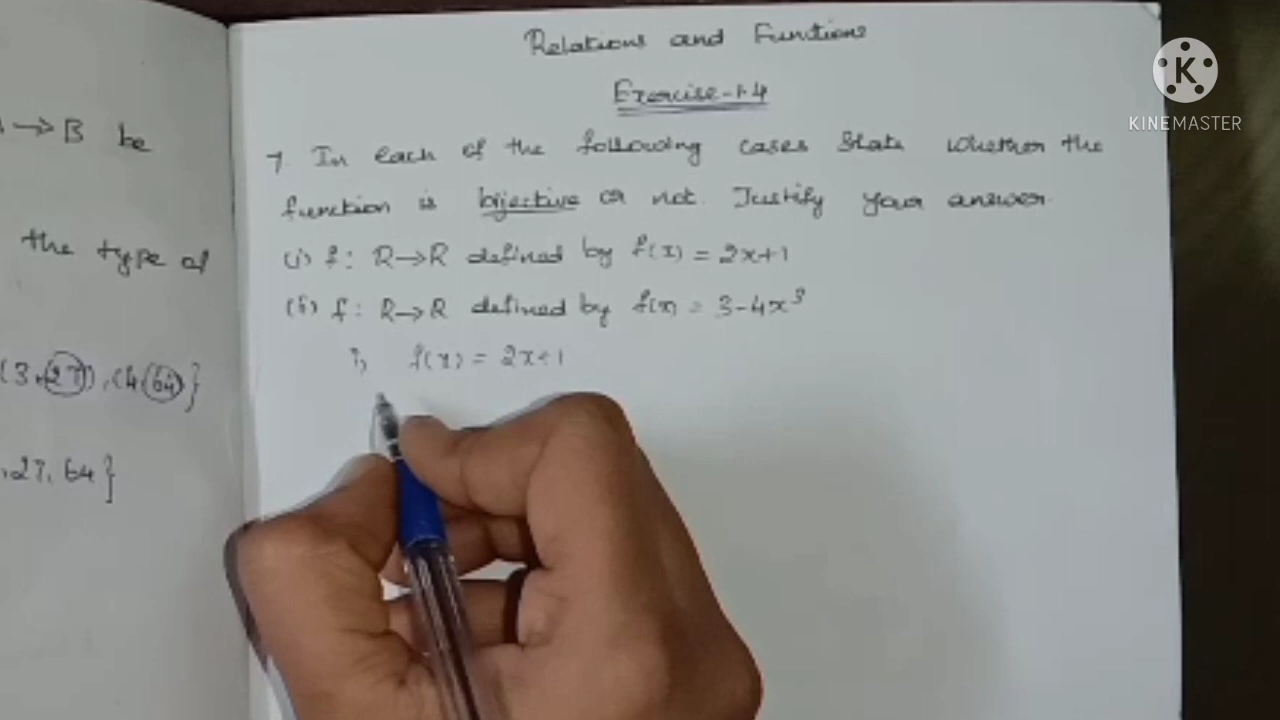 → B be
the type of
(3,27), (4,64)}
,27, 64}
Relations and Functions
Exercise-1.4
7. In each of the following cases state whether the
function is bijective or not. Justify your answer.
(i) f: R→R defined by f(x) = 2x+1
(ii) f: R→R defined by f(x) = 3-4x³
i, f(x) = 2x+1
K
KINEMASTER